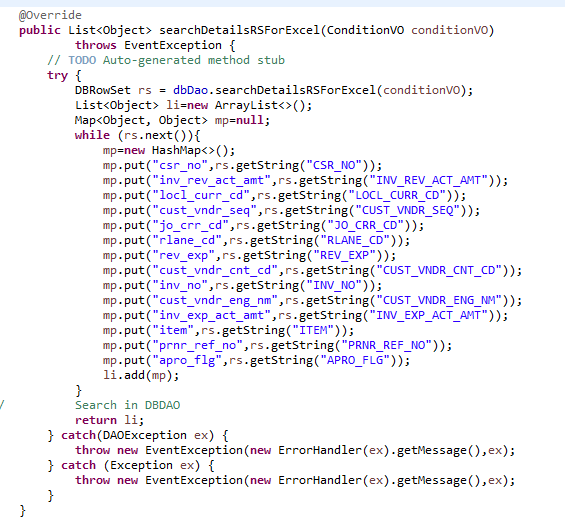 @Override
public List<Object> searchDetailsRSForExcel(ConditionVO conditionVO)
        throws EventException {
    // TODO Auto-generated method stub
    try {
        DBRowSet rs = dbDao.searchDetailsRSForExcel(conditionVO);
        List<Object> li=new ArrayList<>();
        Map<Object, Object> mp=null;
        while (rs.next()){
            mp=new HashMap<>();
            mp.put("csr_no",rs.getString("CSR_NO"));
            mp.put("inv_rev_act_amt",rs.getString("INV_REV_ACT_AMT"));
            mp.put("locl_curr_cd",rs.getString("LOCL_CURR_CD"));
            mp.put("cust_vndr_seq",rs.getString("CUST_VNDR_SEQ"));
            mp.put("jo_crr_cd",rs.getString("JO_CRR_CD"));
            mp.put("rlane_cd",rs.getString("RLANE_CD"));
            mp.put("rev_exp",rs.getString("REV_EXP"));
            mp.put("cust_vndr_cnt_cd",rs.getString("CUST_VNDR_CNT_CD"));
            mp.put("inv_no",rs.getString("INV_NO"));
            mp.put("cust_vndr_eng_nm",rs.getString("CUST_VNDR_ENG_NM"));
            mp.put("inv_exp_act_amt",rs.getString("INV_EXP_ACT_AMT"));
            mp.put("item",rs.getString("ITEM"));
            mp.put("prnr_ref_no",rs.getString("PRNR_REF_NO"));
            mp.put("apro_flg",rs.getString("APRO_FLG"));
            li.add(mp);
        }
/        Search in DBDAO
        return li;
    } catch(DAOException ex) {
        throw new EventException(new ErrorHandler(ex).getMessage(),ex);
    } catch (Exception ex) {
        throw new EventException(new ErrorHandler(ex).getMessage(),ex);
    }
}